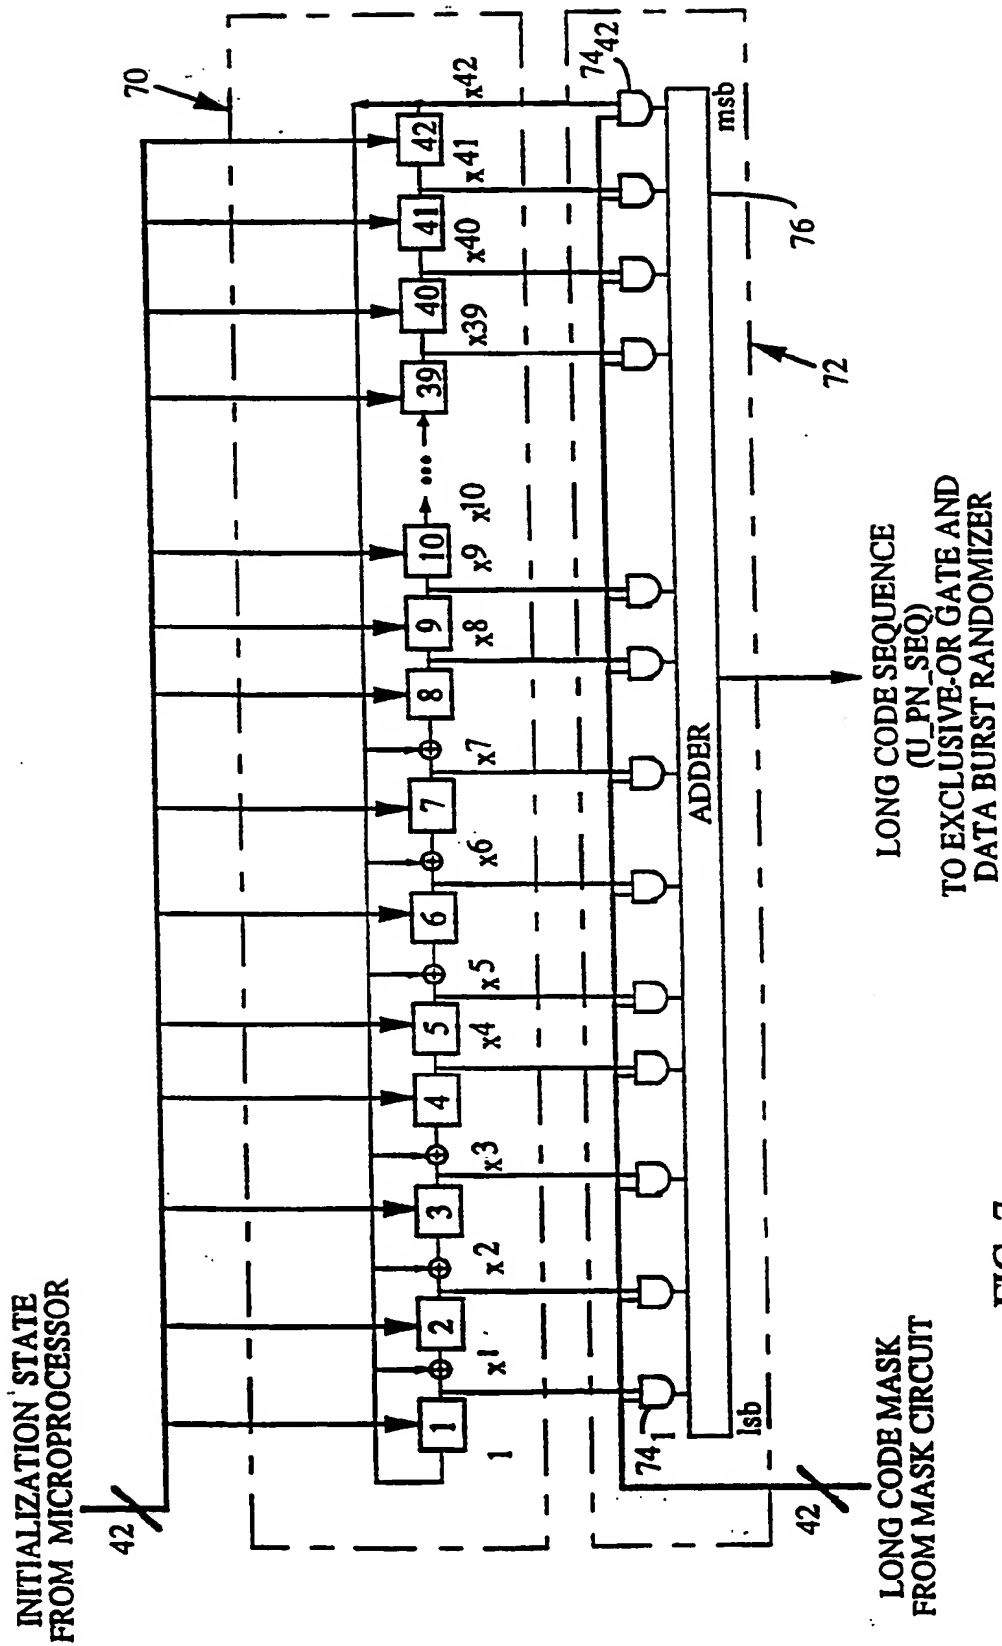 INITIALIZATION STATE
FROM MICROPROCESSOR
42
70
1 2 3 4 5 6 7 8 9 10 ... 39 40 41 42
1 x1 x2 x3 x4 x5 x6 x7 x8 x9 x10 x39 x40 x41 x42
74 1
74 42
lsb
ADDER
msb
76
72
42
LONG CODE MASK
FROM MASK CIRCUIT
LONG CODE SEQUENCE
(U_PN_SEQ)
TO EXCLUSIVE-OR GATE AND
DATA BURST RANDOMIZER
FIG. 7